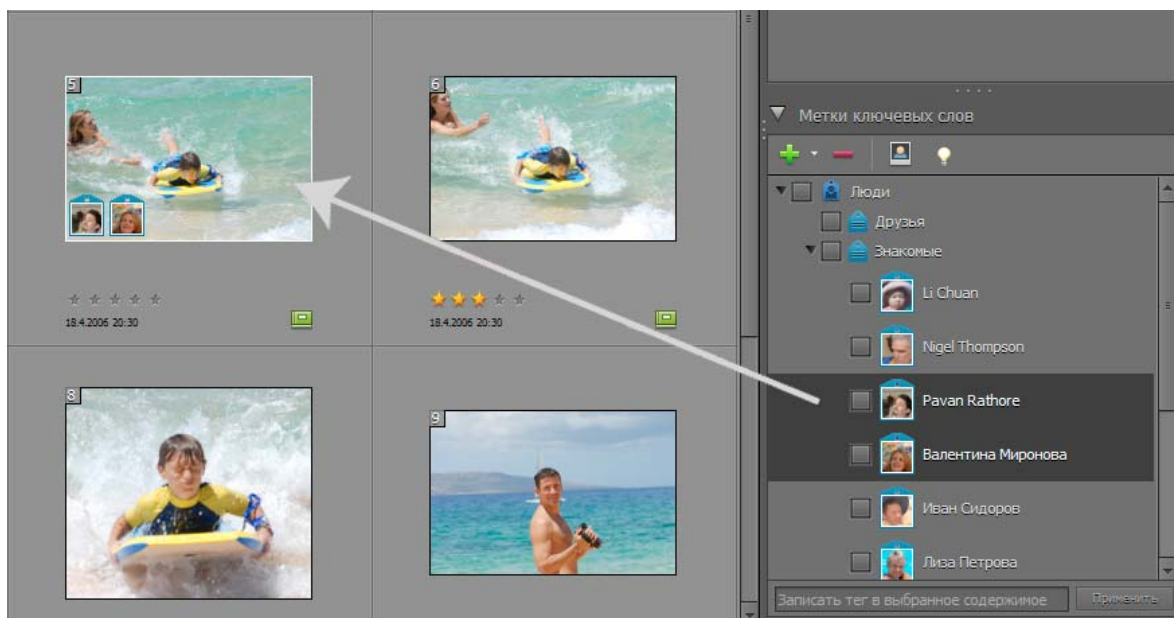 5
6
18.4.2006 20:30
18.4.2006 20:30
8
9
Метки ключевых слов
Люди
Друзья
Знакомые
Li Chuan
Nigel Thompson
Pavan Rathore
Валентина Миронова
Иван Сидоров
Лиза Петрова
Записать тег в выбранное содержимое
Применить